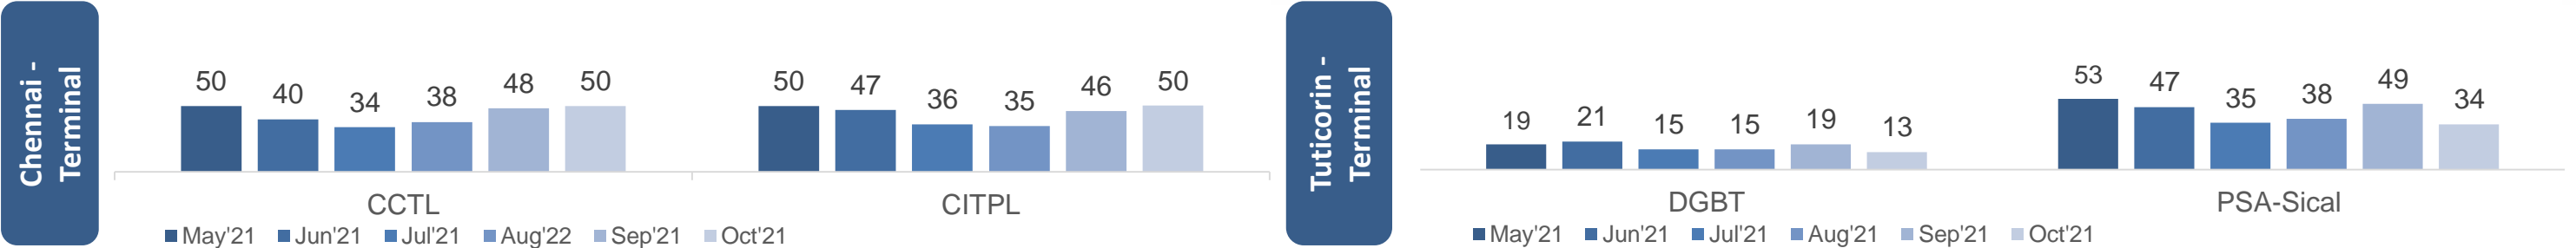 Chennai -
Terminal
50 40 34 38 48 50
50 47 36 35 46 50
CCTL CITPL
May'21 Jun'21 Jul'21 Aug'22 Sep'21 Oct'21
Tuticorin -
Terminal
19 21 15 15 19 13
53 47 35 38 49 34
DGBT PSA-Sical
May'21 Jun'21 Jul'21 Aug'21 Sep'21 Oct'21